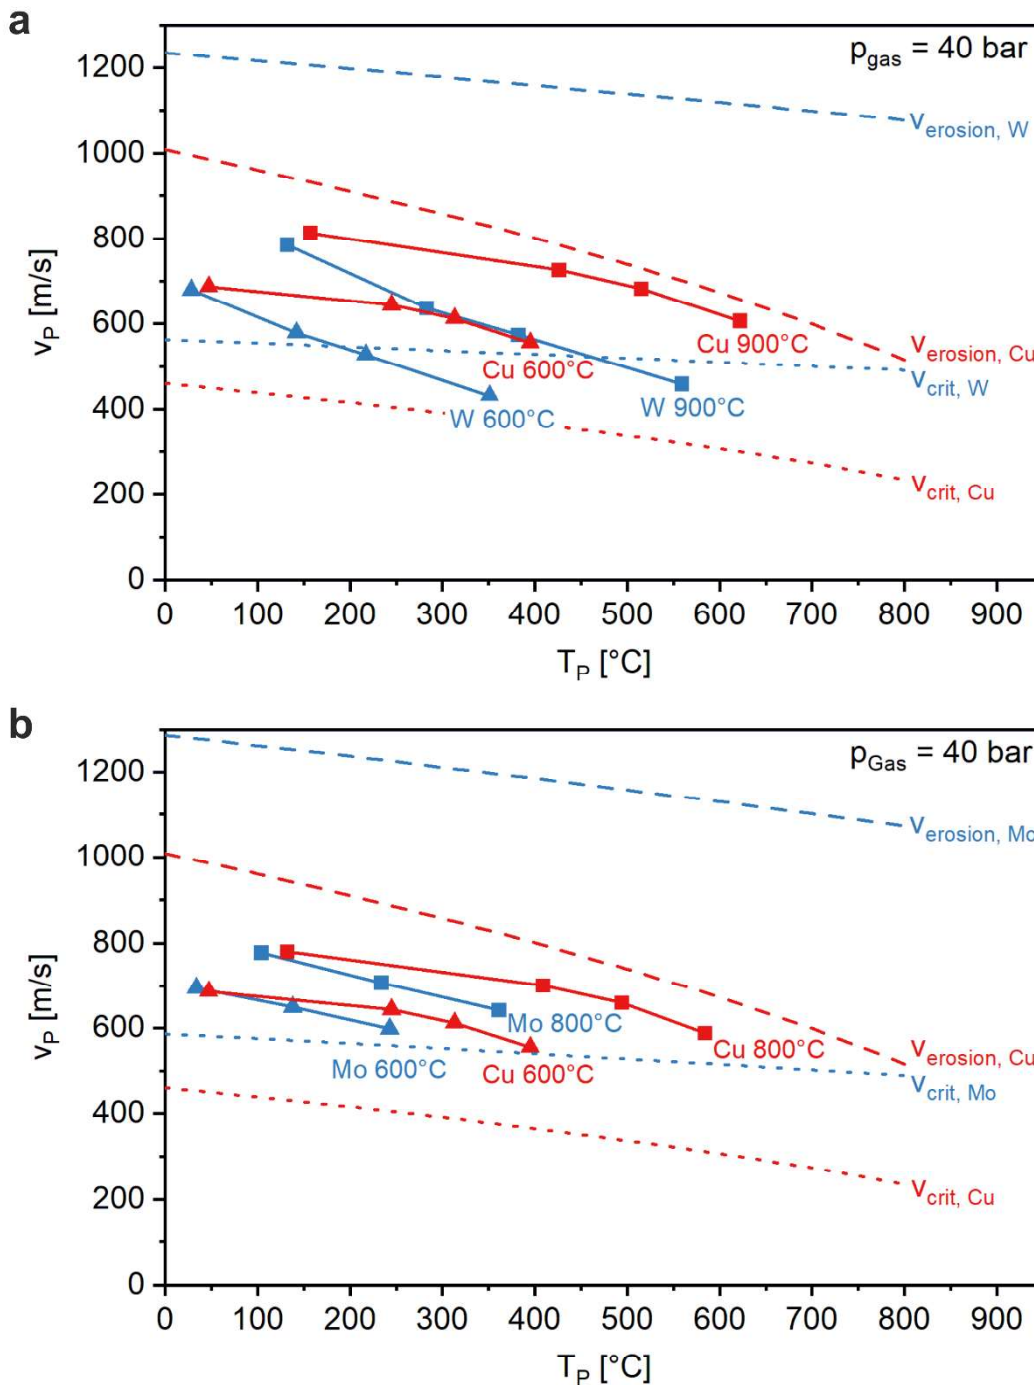 a
p_gas = 40 bar
1200
1000
800
600
400
200
0
v_P [m/s]
v_erosion, W
v_erosion, Cu
v_crit, W
v_crit, Cu
Cu 900°C
Cu 600°C
W 900°C
W 600°C
0 100 200 300 400 500 600 700 800 900
T_P [°C]
b
p_Gas = 40 bar
1200
1000
800
600
400
200
0
v_P [m/s]
v_erosion, Mo
v_erosion, Cu
v_crit, Mo
v_crit, Cu
Mo 800°C
Cu 800°C
Mo 600°C
Cu 600°C
0 100 200 300 400 500 600 700 800 900
T_P [°C]